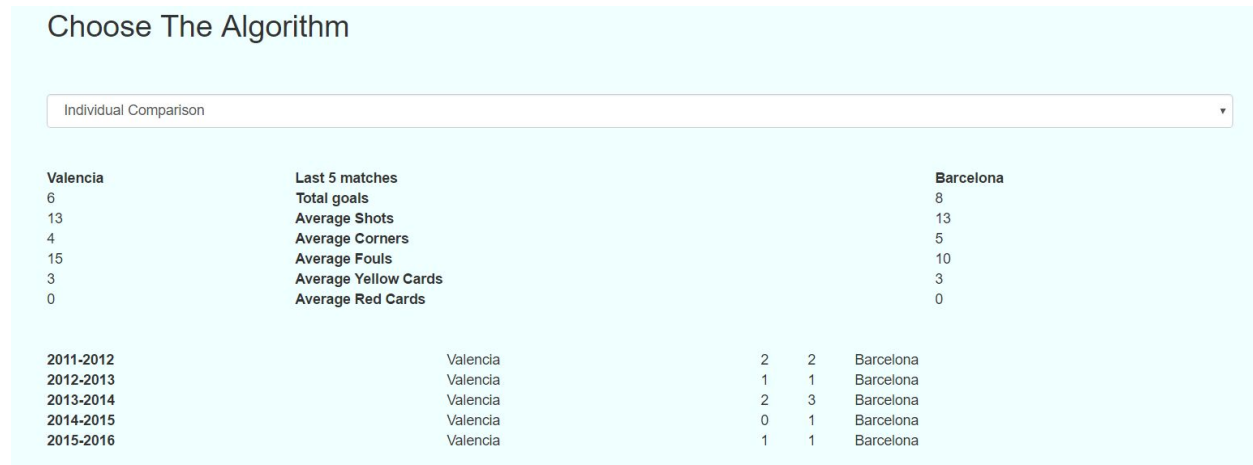 Choose The Algorithm
Individual Comparison
Valencia Last 5 matches Barcelona
6 Total goals 8
13 Average Shots 13
4 Average Corners 5
15 Average Fouls 10
3 Average Yellow Cards 3
0 Average Red Cards 0
2011-2012 Valencia 2 2 Barcelona
2012-2013 Valencia 1 1 Barcelona
2013-2014 Valencia 2 3 Barcelona
2014-2015 Valencia 0 1 Barcelona
2015-2016 Valencia 1 1 Barcelona